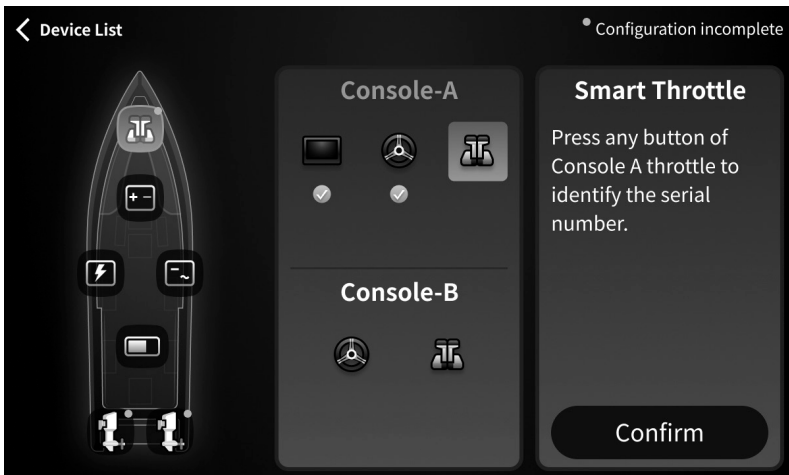 Device List
Configuration incomplete
Console-A
Console-B
Smart Throttle
Press any button of
Console A throttle to
identify the serial
number.
Confirm